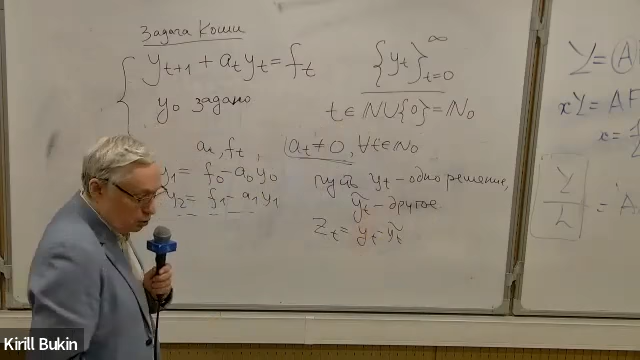 Задача Коши
y_{t+1} + a_t y_t = f_t
y_0 задано
a_t, f_t, a_t ≠ 0, ∀t∈ℕ_0
y_1 = f_0 - a_0 y_0
y_2 = f_1 - a_1 y_1
{y_t}_{t=0}^∞
t ∈ ℕ∪{0} = ℕ_0
пусть y_t - одно решение,
ỹ_t - другое.
z_t = y_t - ỹ_t
Y = A
xY = AF
x =
Y/L = A
Kirill Bukin